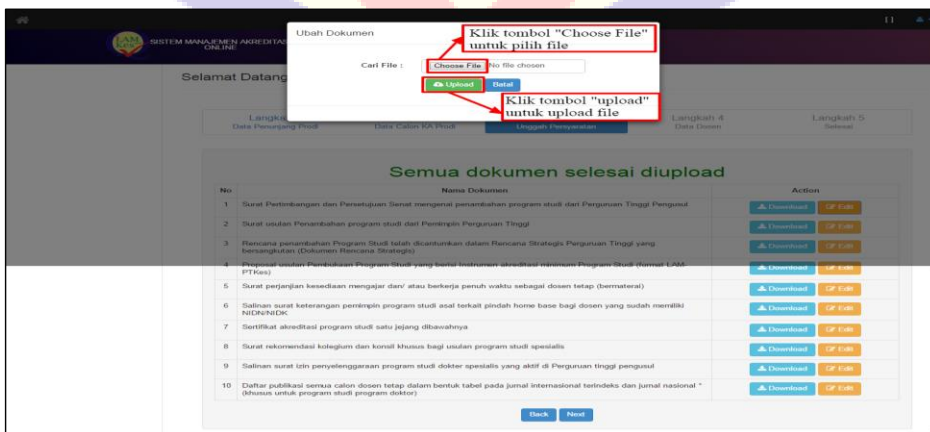 LAM
SISTEM MANAJEMEN AKREDITAS
ONLINE
Ubah Dokumen
Klik tombol "Choose File"
untuk pilih file
Cari File :
Choose File No file chosen
Upload Batal
Klik tombol "upload"
untuk upload file
Selamat Datang
Langka
Data Penunjang Prodi
Data Calon KA Prodi
Unggah Persyaratan
Langkah 4
Data Dosen
Langkah 5
Selesai
Semua dokumen selesai diupload
No Nama Dokumen Action
1 Surat Pertimbangan dan Persetujuan Senat mengenai penambahan program studi dari Perguruan Tinggi Pengusul Download Edit
2 Surat usulan Penambahan program studi dari Pemimpin Perguruan Tinggi Download Edit
3 Rencana penambahan Program Studi telah dicantumkan dalam Rencana Strategis Perguruan Tinggi yang
bersangkutan (Dokumen Rencana Strategis) Download Edit
4 Proposal usulan Pembukaan Program Studi yang berisi Instrumen akreditasi minimum Program Studi (format LAM-
PTKes) Download Edit
5 Surat perjanjian kesediaan mengajar dan/ atau berkerja penuh waktu sebagai dosen tetap (bermaterai) Download Edit
6 Salinan surat keterangan pemimpin program studi asal terkait pindah home base bagi dosen yang sudah memiliki
NIDN/NIDK Download Edit
7 Sertifikat akreditasi program studi satu jejang dibawahnya Download Edit
8 Surat rekomendasi kolegium dan konsil khusus bagi usulan program studi spesialis Download Edit
9 Salinan surat izin penyelenggaraan program studi dokter spesialis yang aktif di Perguruan tinggi pengusul Download Edit
10 Daftar publikasi semua calon dosen tetap dalam bentuk tabel pada jurnal internasional terindeks dan jurnal nasional *
(khusus untuk program studi program doktor) Download Edit
Back Next